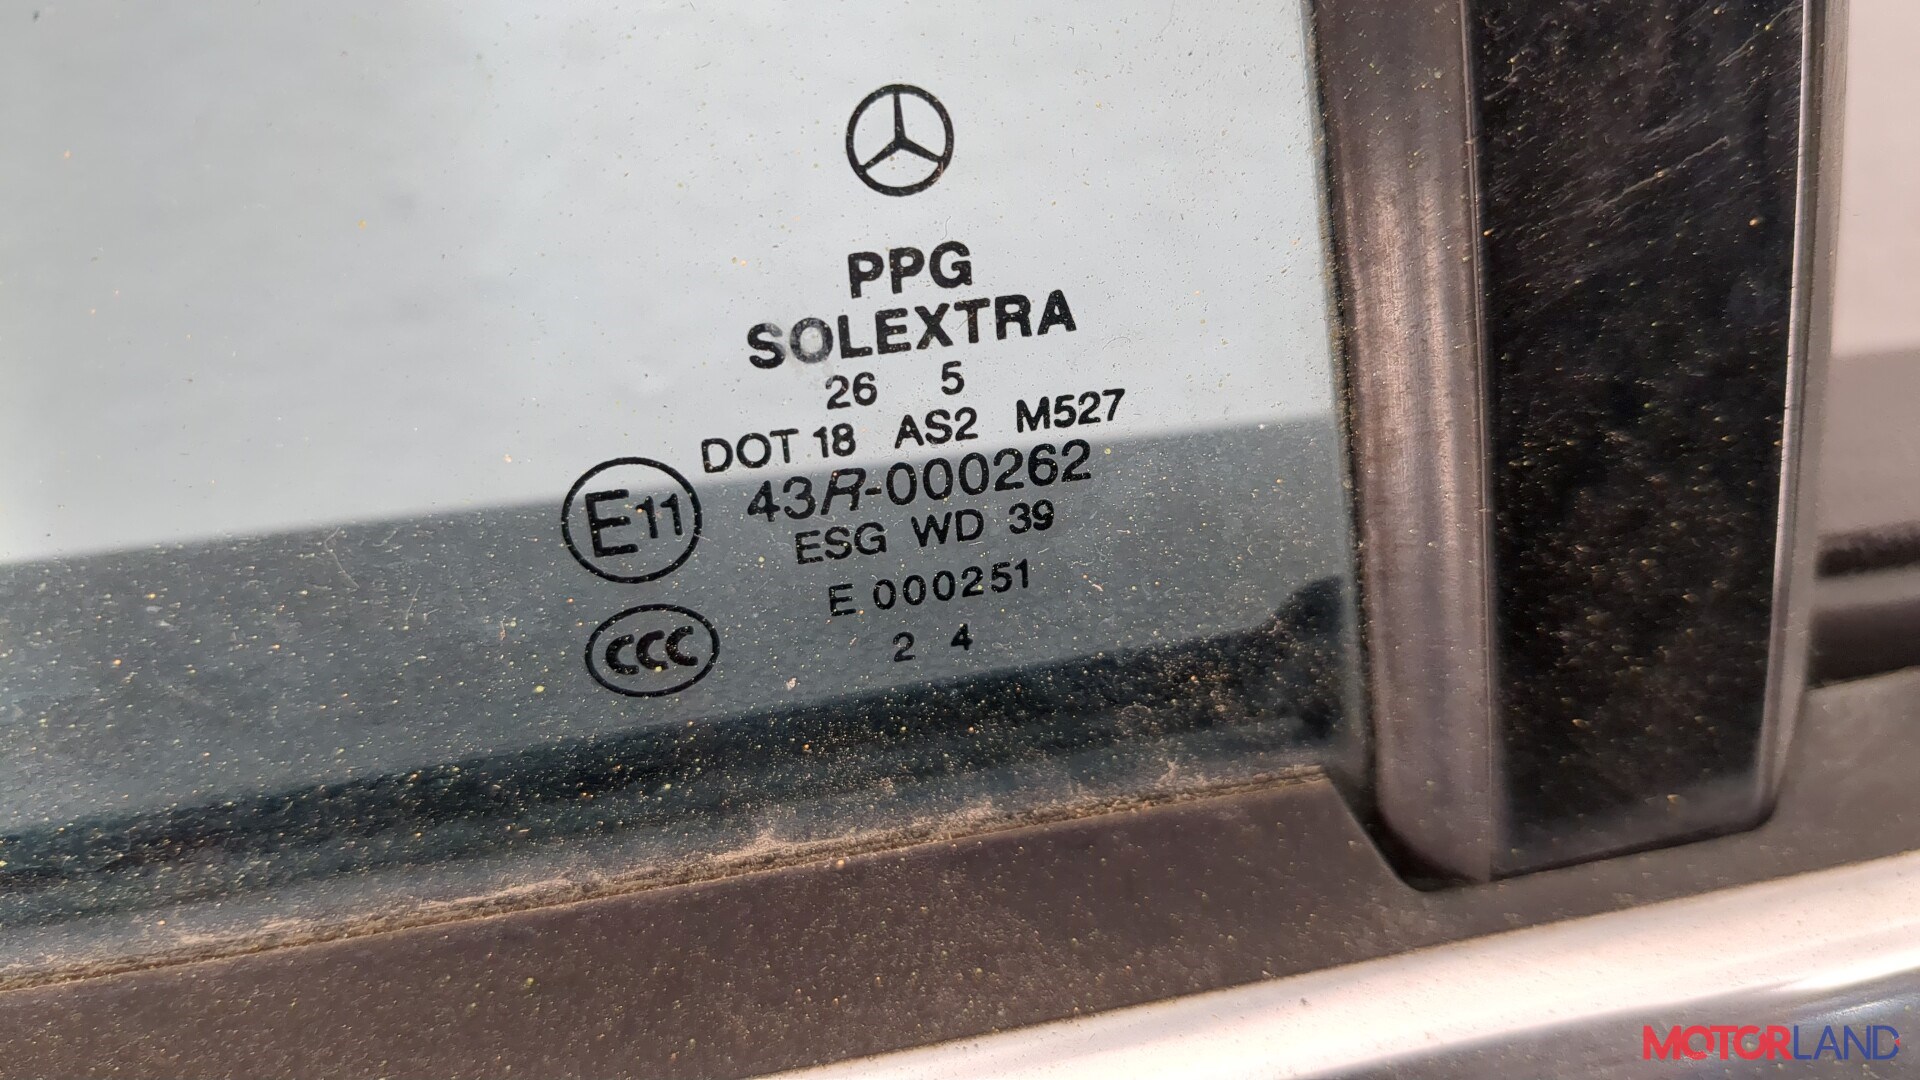 PPG
SOLEXTRA
26 5
DOT 18 AS2 M527
E11 43R-000262
ESG WD 39
E 000251
CCC 2 4
MOTORLAND